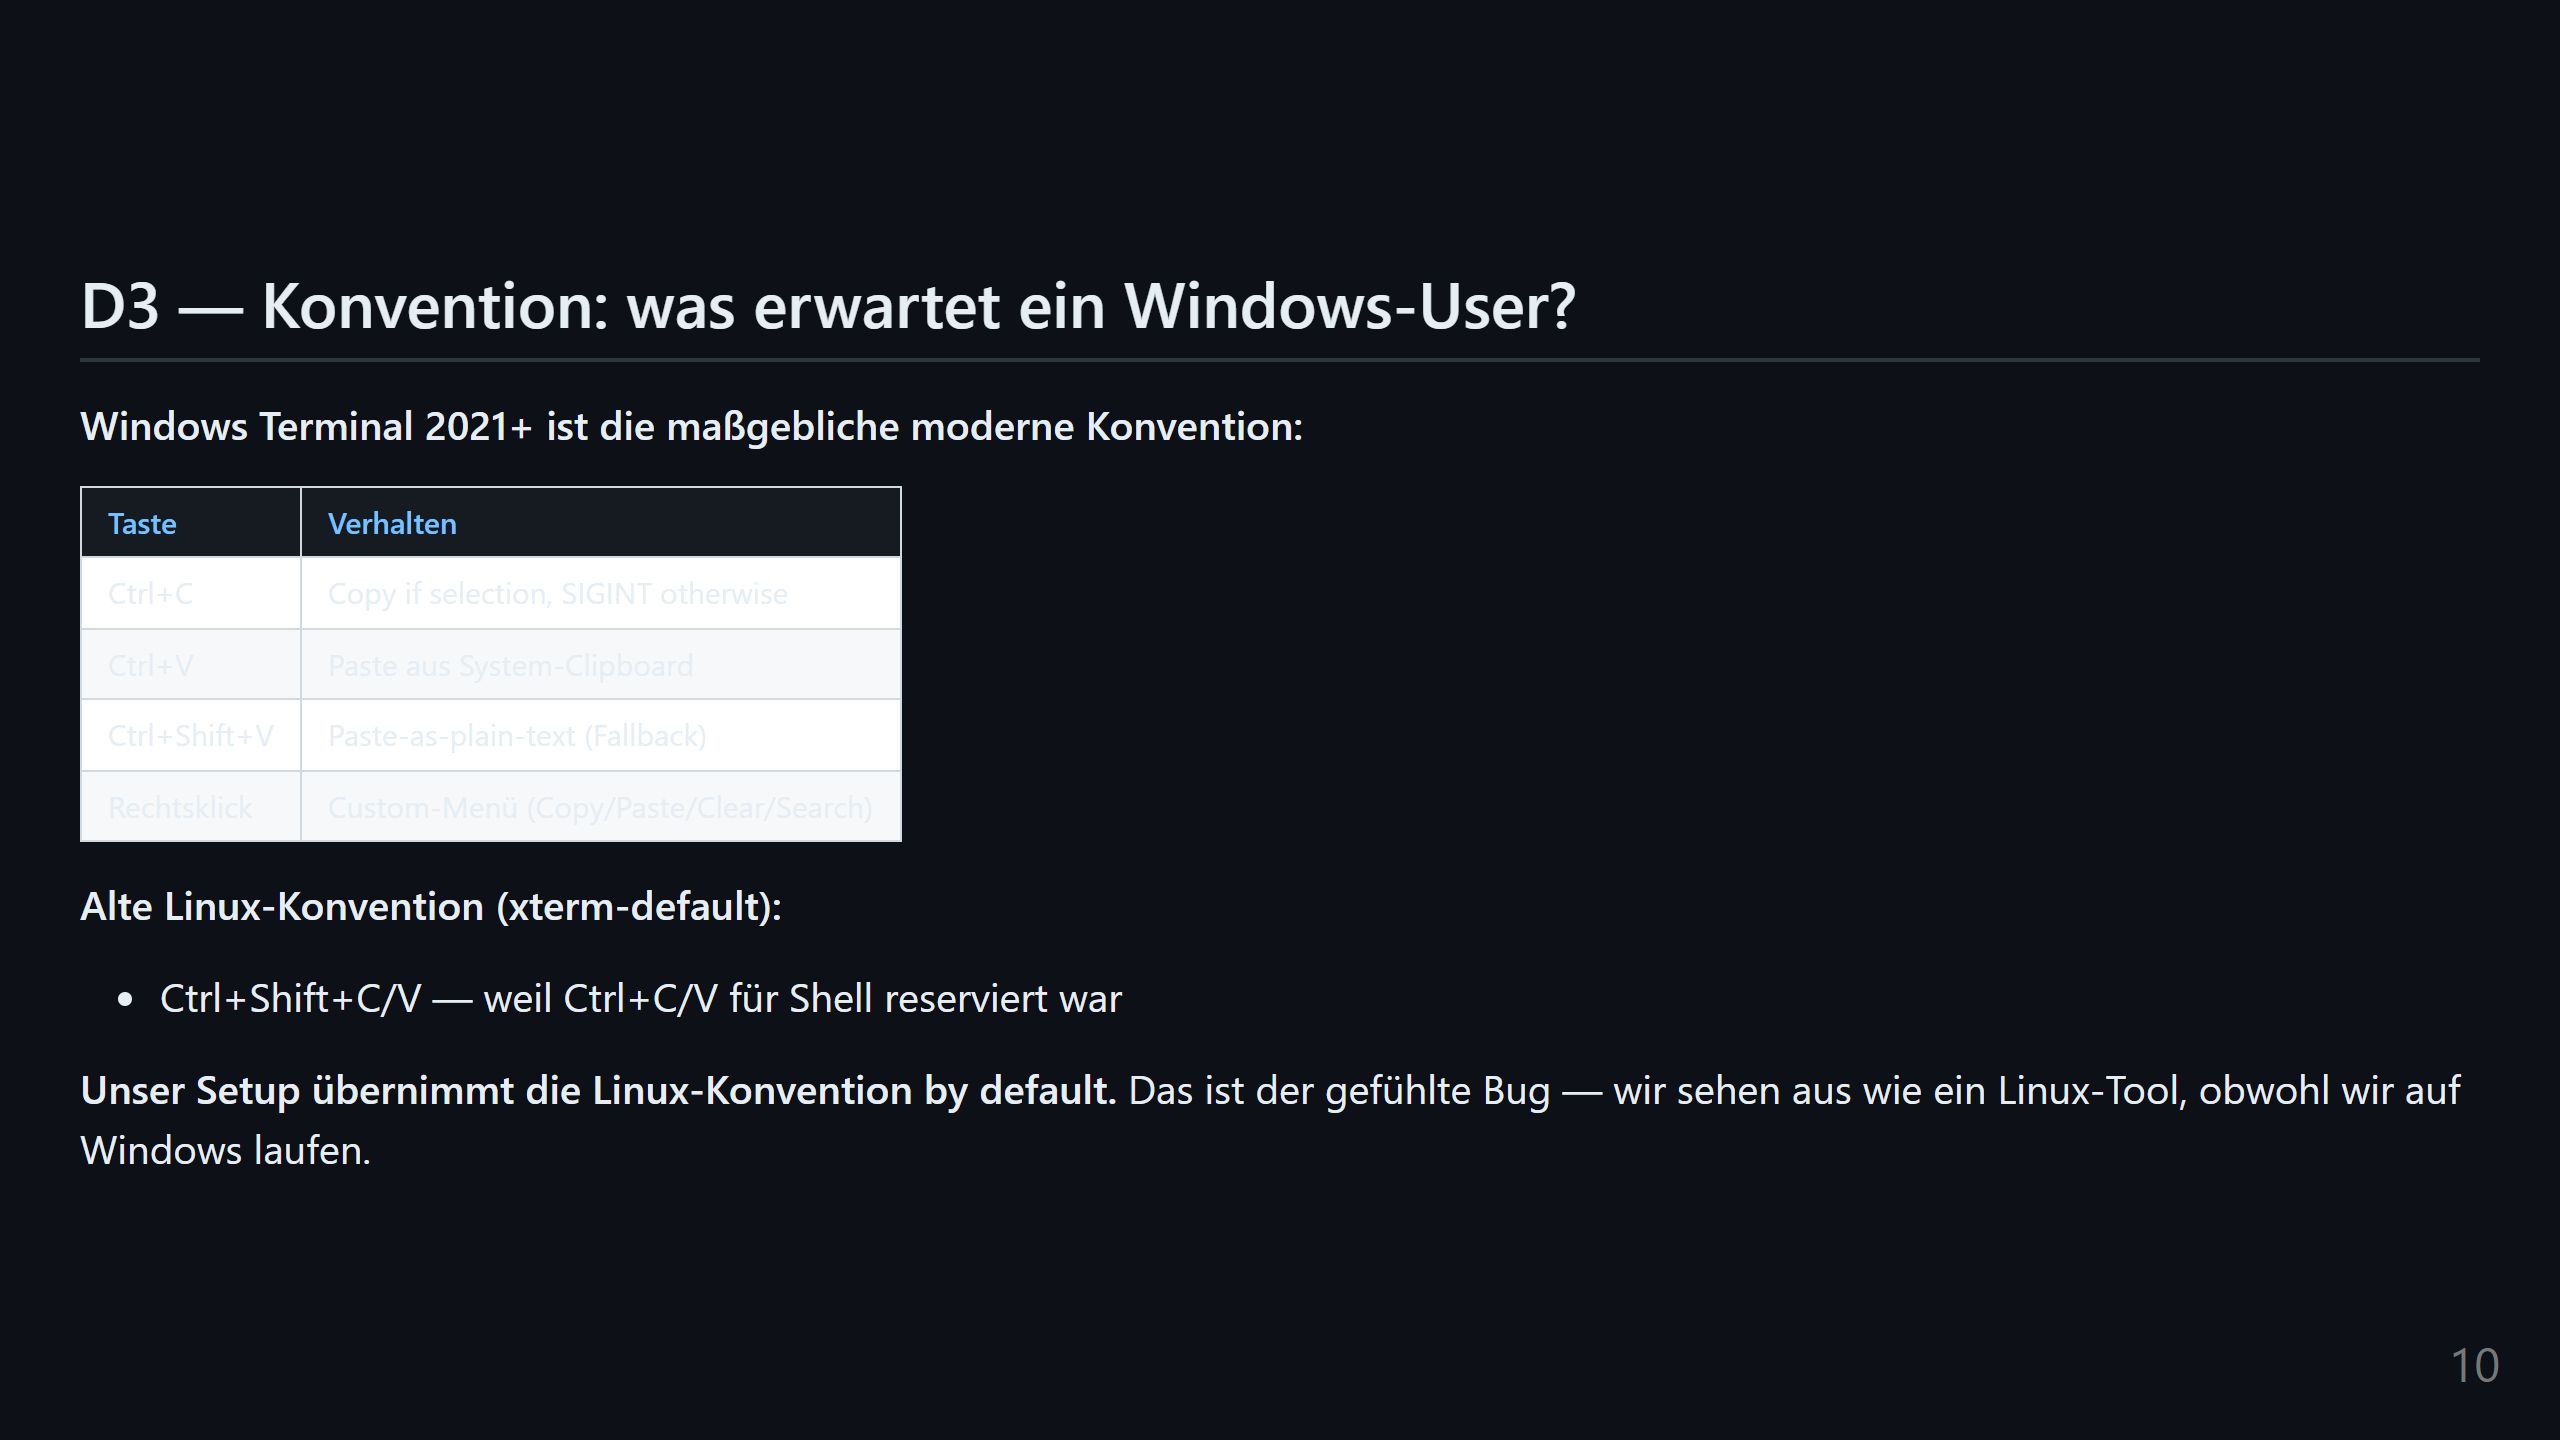 D3 — Konvention: was erwartet ein Windows-User?
Windows Terminal 2021+ ist die maßgebliche moderne Konvention:
Taste Verhalten
Ctrl+C Copy if selection, SIGINT otherwise
Ctrl+V Paste aus System-Clipboard
Ctrl+Shift+V Paste-as-plain-text (Fallback)
Rechtsklick Custom-Menü (Copy/Paste/Clear/Search)
Alte Linux-Konvention (xterm-default):
• Ctrl+Shift+C/V — weil Ctrl+C/V für Shell reserviert war
Unser Setup übernimmt die Linux-Konvention by default. Das ist der gefühlte Bug — wir sehen aus wie ein Linux-Tool, obwohl wir auf
Windows laufen.
10